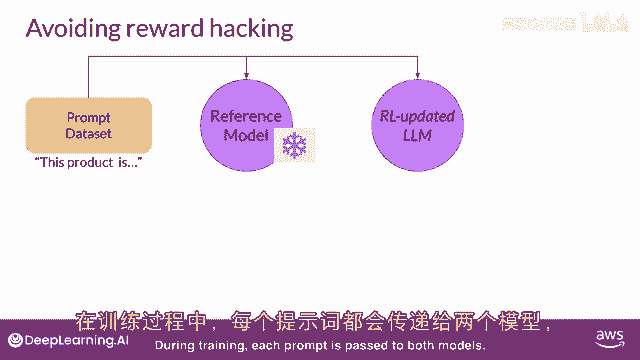 Avoiding reward hacking
Prompt
Dataset
"This product is..."
Reference
Model
RL-updated
LLM
在训练过程中，每个提示词都会传递给两个模型，
During training, each prompt is passed to both models.
DeepLearning.AI
aws